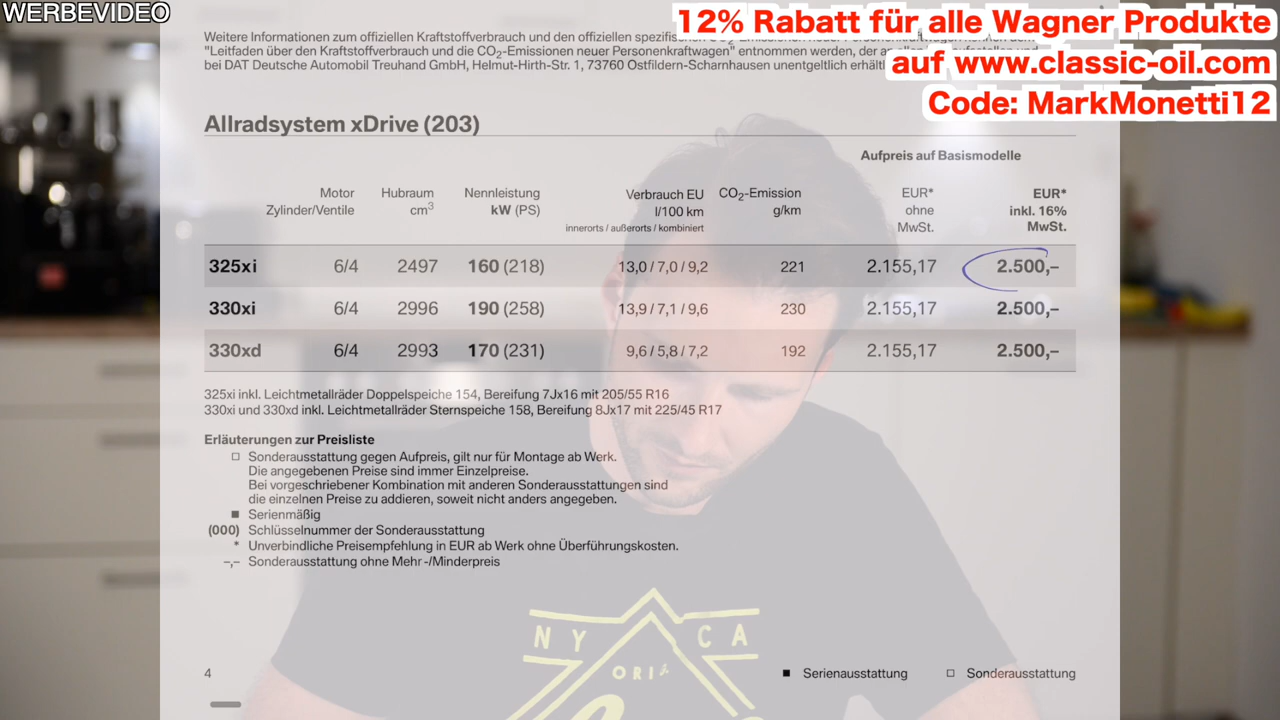 WERBEVIDEO
12% Rabatt für alle Wagner Produkte
auf www.classic-oil.com
Code: MarkMonetti12
Weitere Informationen zum offiziellen Kraftstoffverbrauch und den offiziellen
"Leitfaden über den Kraftstoffverbrauch und die CO2-Emissionen neuer Personenkraftwagen" entnommen werden, der
bei DAT Deutsche Automobil Treuhand GmbH, Helmut-Hirth-Str. 1, 73760 Ostfildern-Scharnhausen unentgeltlich
Allradsystem xDrive (203)
Aufpreis auf Basismodelle
Motor Hubraum Nennleistung Verbrauch EU CO2-Emission EUR* EUR*
Zylinder/Ventile cm3 kW (PS) l/100 km g/km ohne inkl. 16%
innerorts / außerorts / kombiniert MwSt. MwSt.
325xi 6/4 2497 160 (218) 13,0 / 7,0 / 9,2 221 2.155,17 2.500,–
330xi 6/4 2996 190 (258) 13,9 / 7,1 / 9,6 230 2.155,17 2.500,–
330xd 6/4 2993 170 (231) 9,6 / 5,8 / 7,2 192 2.155,17 2.500,–
325xi inkl. Leichtmetallräder Doppelspeiche 154, Bereifung 7Jx16 mit 205/55 R16
330xi und 330xd inkl. Leichtmetallräder Sternspeiche 158, Bereifung 8Jx17 mit 225/45 R17
Erläuterungen zur Preisliste
□ Sonderausstattung gegen Aufpreis, gilt nur für Montage ab Werk.
Die angegebenen Preise sind immer Einzelpreise.
Bei vorgeschriebener Kombination mit anderen Sonderausstattungen sind
die einzelnen Preise zu addieren, soweit nicht anders angegeben.
■ Serienmäßig
(000) Schlüsselnummer der Sonderausstattung
* Unverbindliche Preisempfehlung in EUR ab Werk ohne Überführungskosten.
–,– Sonderausstattung ohne Mehr-/Minderpreis
NY CA
4 ■ Serienausstattung □ Sonderausstattung